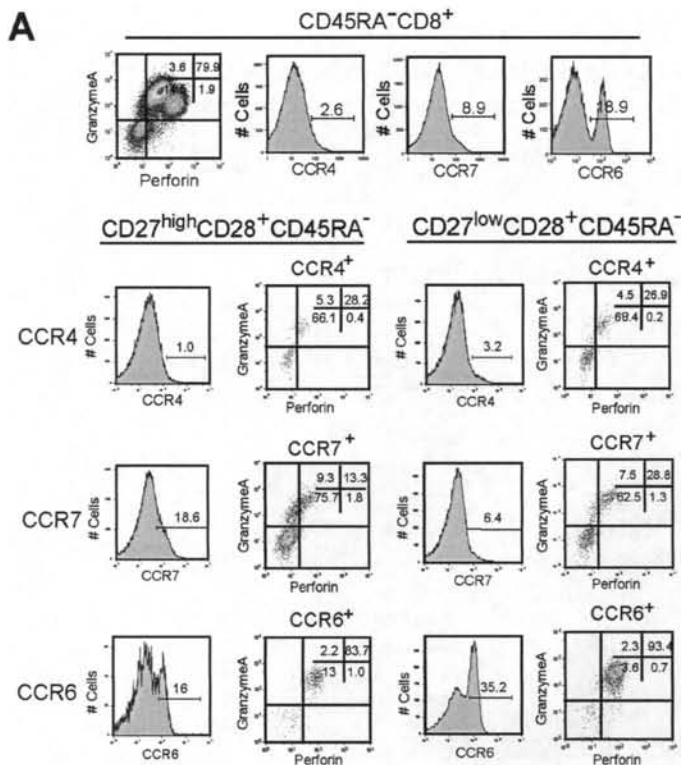 A
CD45RA⁻CD8⁺
GranzymeA
3.6 79.9
1.9
Perforin
# Cells
2.6
CCR4
# Cells
8.9
CCR7
# Cells
18.9
CCR6
CD27ʰⁱᵍʰCD28⁺CD45RA⁻
CD27ˡᵒʷCD28⁺CD45RA⁻
CCR4
# Cells
1.0
CCR4
CCR4⁺
GranzymeA
5.3 28.2
66.1 0.4
Perforin
# Cells
3.2
CCR4
CCR4⁺
GranzymeA
4.5 26.9
68.4 0.2
Perforin
CCR7
# Cells
18.6
CCR7
CCR7⁺
GranzymeA
9.3 13.3
75.7 1.8
Perforin
# Cells
6.4
CCR7
CCR7⁺
GranzymeA
7.5 28.8
62.5 1.3
Perforin
CCR6
# Cells
16
CCR6
CCR6⁺
GranzymeA
2.2 83.7
13 1.0
Perforin
# Cells
35.2
CCR6
CCR6⁺
GranzymeA
2.3 93.4
3.6 0.7
Perforin